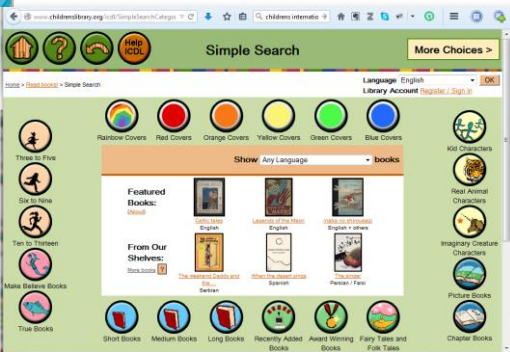 www.childrenslibrary.org/icdl/SimpleSearchCategor
childrens internatio
Help
ICDL
Simple Search
More Choices >
Home > Read books! > Simple Search
Language English
OK
Library Account Register / Sign in
Rainbow Covers
Red Covers
Orange Covers
Yellow Covers
Green Covers
Blue Covers
Three to Five
Six to Nine
Ten to Thirteen
Make Believe Books
True Books
Show Any Language books
Featured
Books:
(About)
Celtic tales
English
Legends of the Maori
English
English + others
From Our
Shelves:
More books ?
The weekend Daddy and
the ...
Serbian
When the desert sings
Spanish
Persian / Farsi
Kid Characters
Real Animal
Characters
Imaginary Creature
Characters
Picture Books
Chapter Books
Short Books
Medium Books
Long Books
Recently Added
Books
Award Winning
Books
Fairy Tales and
Folk Tales